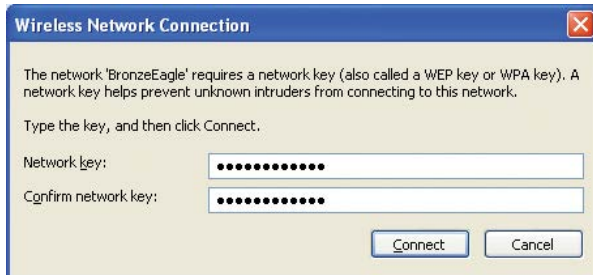 Wireless Network Connection
The network 'BronzeEagle' requires a network key (also called a WEP key or WPA key). A
network key helps prevent unknown intruders from connecting to this network.
Type the key, and then click Connect.
Network key: ••••••••••••
Confirm network key: ••••••••••••
Connect Cancel